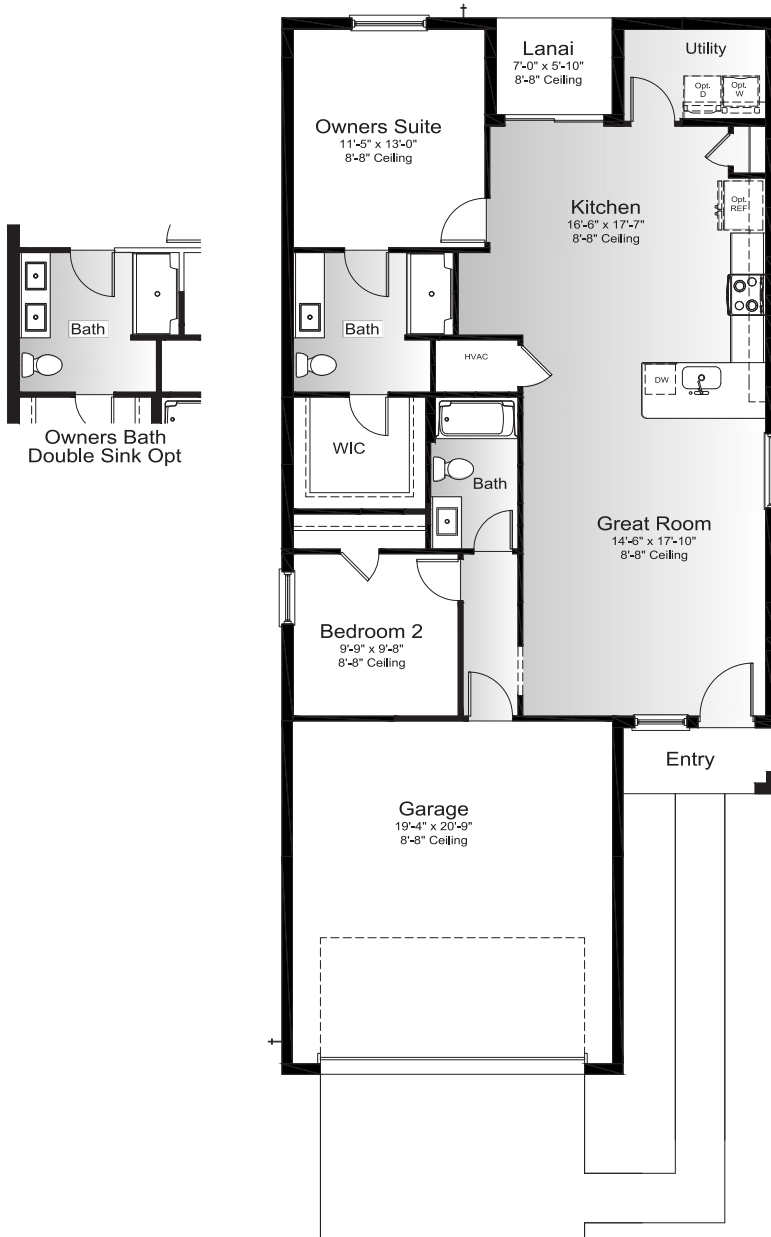 Lanai
7'-0" x 5'-10"
8'-8" Ceiling
Utility
Opt.
D
Opt.
W
Owners Suite
11'-5" x 13'-0"
8'-8" Ceiling
Kitchen
16'-6" x 17'-7"
8'-8" Ceiling
Opt.
REF
Bath
Owners Bath
Double Sink Opt
Bath
HVAC
DW
WIC
Bath
Great Room
14'-6" x 17'-10"
8'-8" Ceiling
Bedroom 2
9'-9" x 9'-8"
8'-8" Ceiling
Entry
Garage
19'-4" x 20'-9"
8'-8" Ceiling